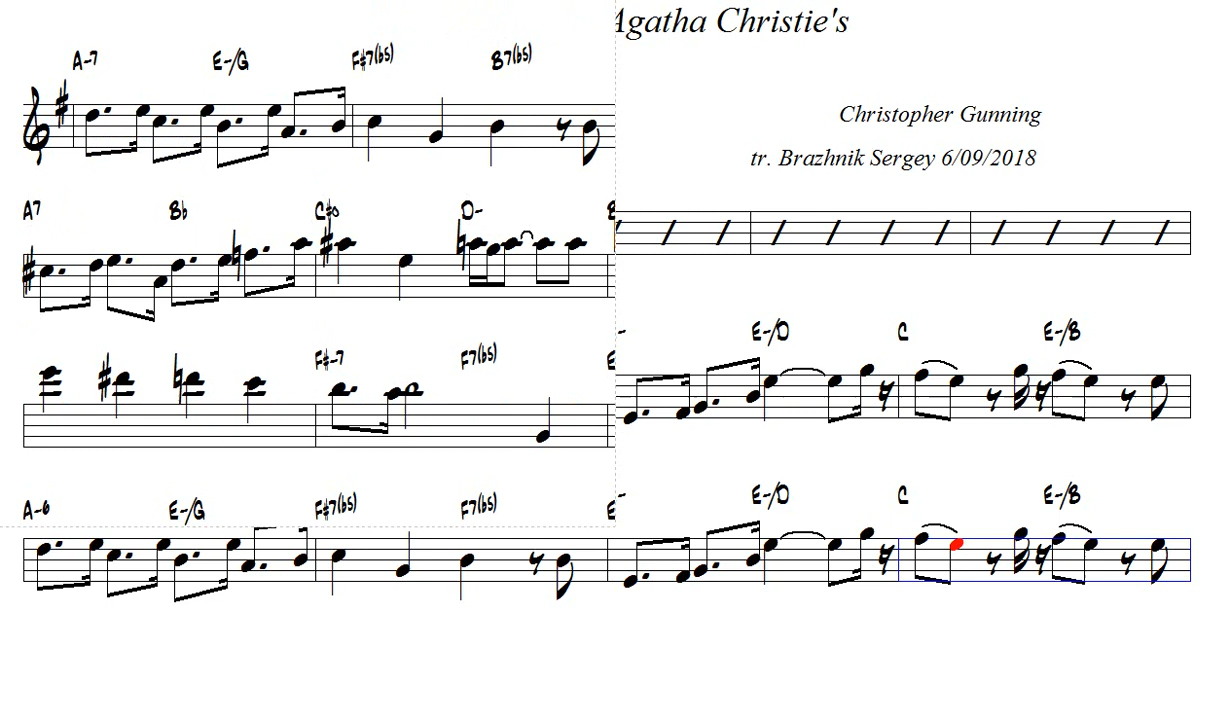 Agatha Christie's
Christopher Gunning
tr. Brazhnik Sergey 6/09/2018
A-7 E-/G F#7(b5) B7(b5)
A7 Bb C#o D-
E-/D C E-/B
F#-7 F7(b5)
A-6 E-/G F#7(b5) F7(b5)
E-/D C E-/B